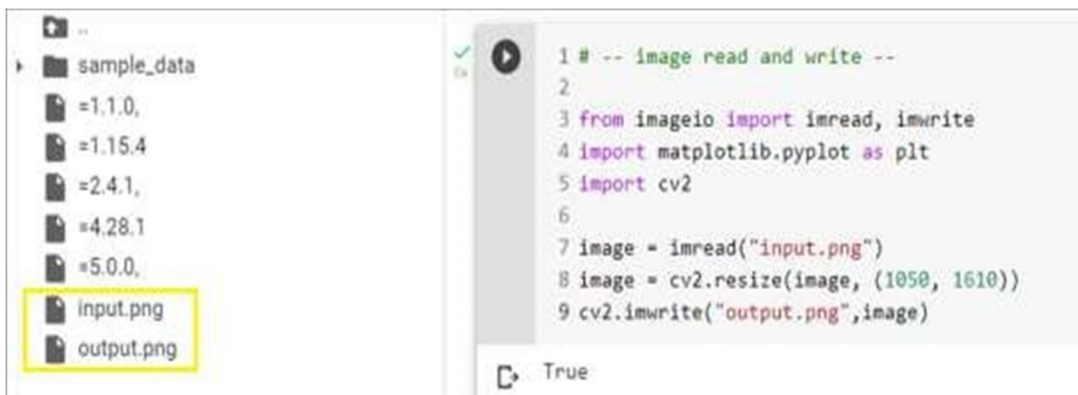 ..
sample_data
=1.1.0,
=1.15.4
=2.4.1,
=4.28.1
=5.0.0,
input.png
output.png
1 # -- image read and write --
2
3 from imageio import imread, imwrite
4 import matplotlib.pyplot as plt
5 import cv2
6
7 image = imread("input.png")
8 image = cv2.resize(image, (1050, 1610))
9 cv2.imwrite("output.png",image)
True